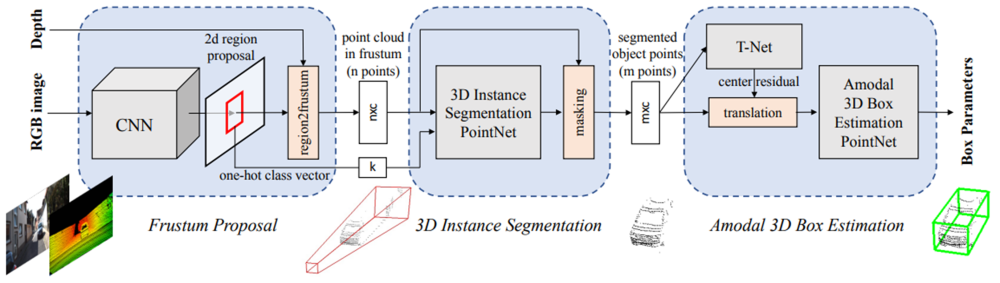 Depth
RGB image
CNN
2d region
proposal
region2frustum
one-hot class vector
point cloud
in frustum
(n points)
nxc
k
3D Instance
Segmentation
PointNet
masking
segmented
object points
(m points)
mxc
T-Net
center residual
translation
Amodal
3D Box
Estimation
PointNet
Box Parameters
Frustum Proposal
3D Instance Segmentation
Amodal 3D Box Estimation